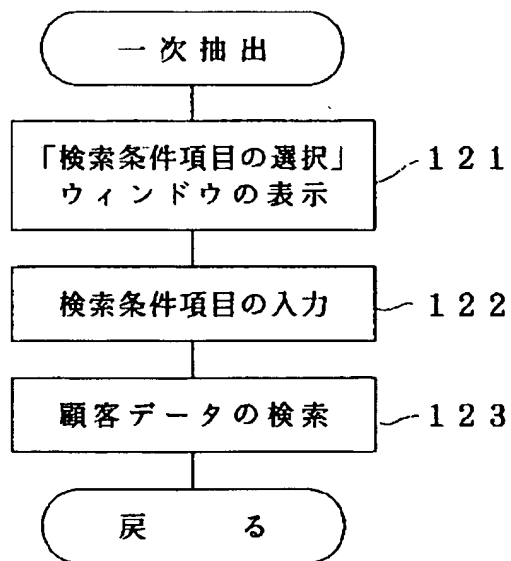 一次抽出
「検索条件項目の選択」
ウィンドウの表示
121
検索条件項目の入力
122
顧客データの検索
123
戻る